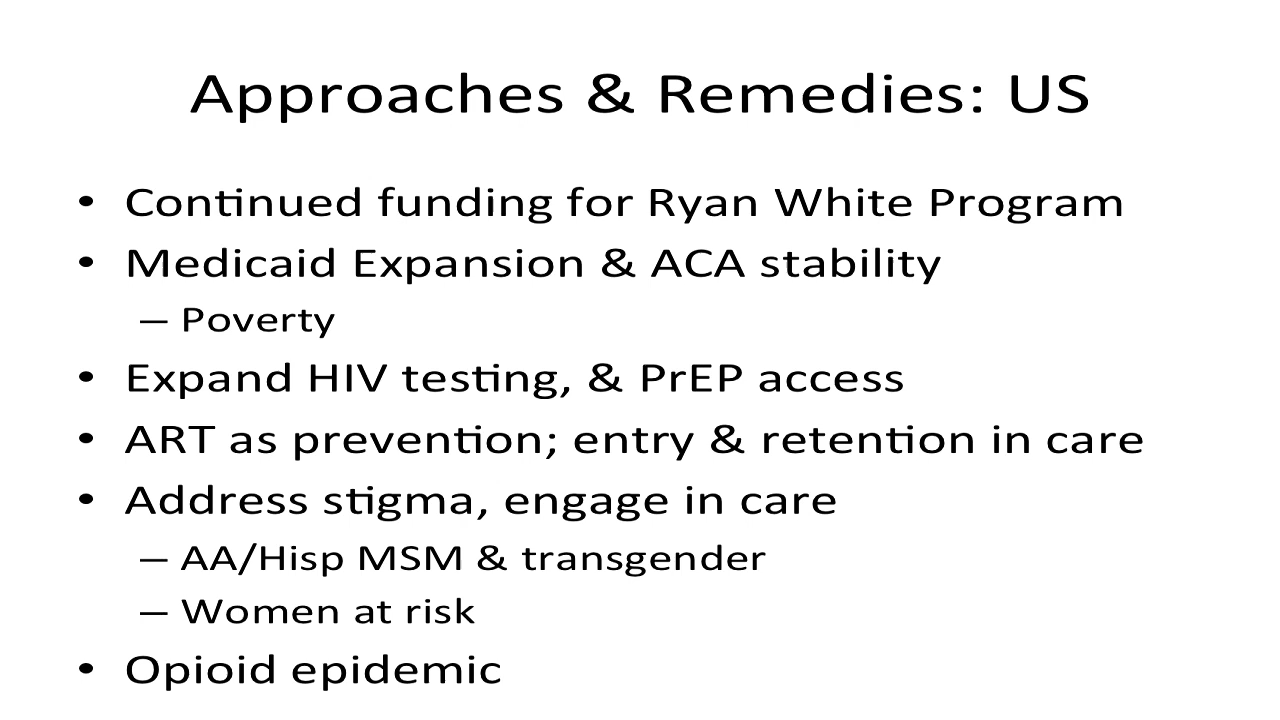 Approaches & Remedies: US
• Continued funding for Ryan White Program
• Medicaid Expansion & ACA stability
– Poverty
• Expand HIV testing, & PrEP access
• ART as prevention; entry & retention in care
• Address stigma, engage in care
– AA/Hisp MSM & transgender
– Women at risk
• Opioid epidemic